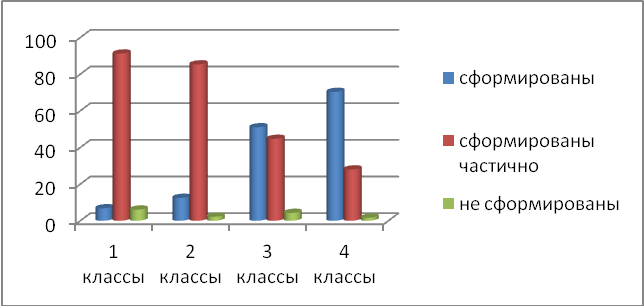 100
80
60
40
20
0
1 2 3 4
классы классы классы классы
сформированы
сформированы
частично
не сформированы